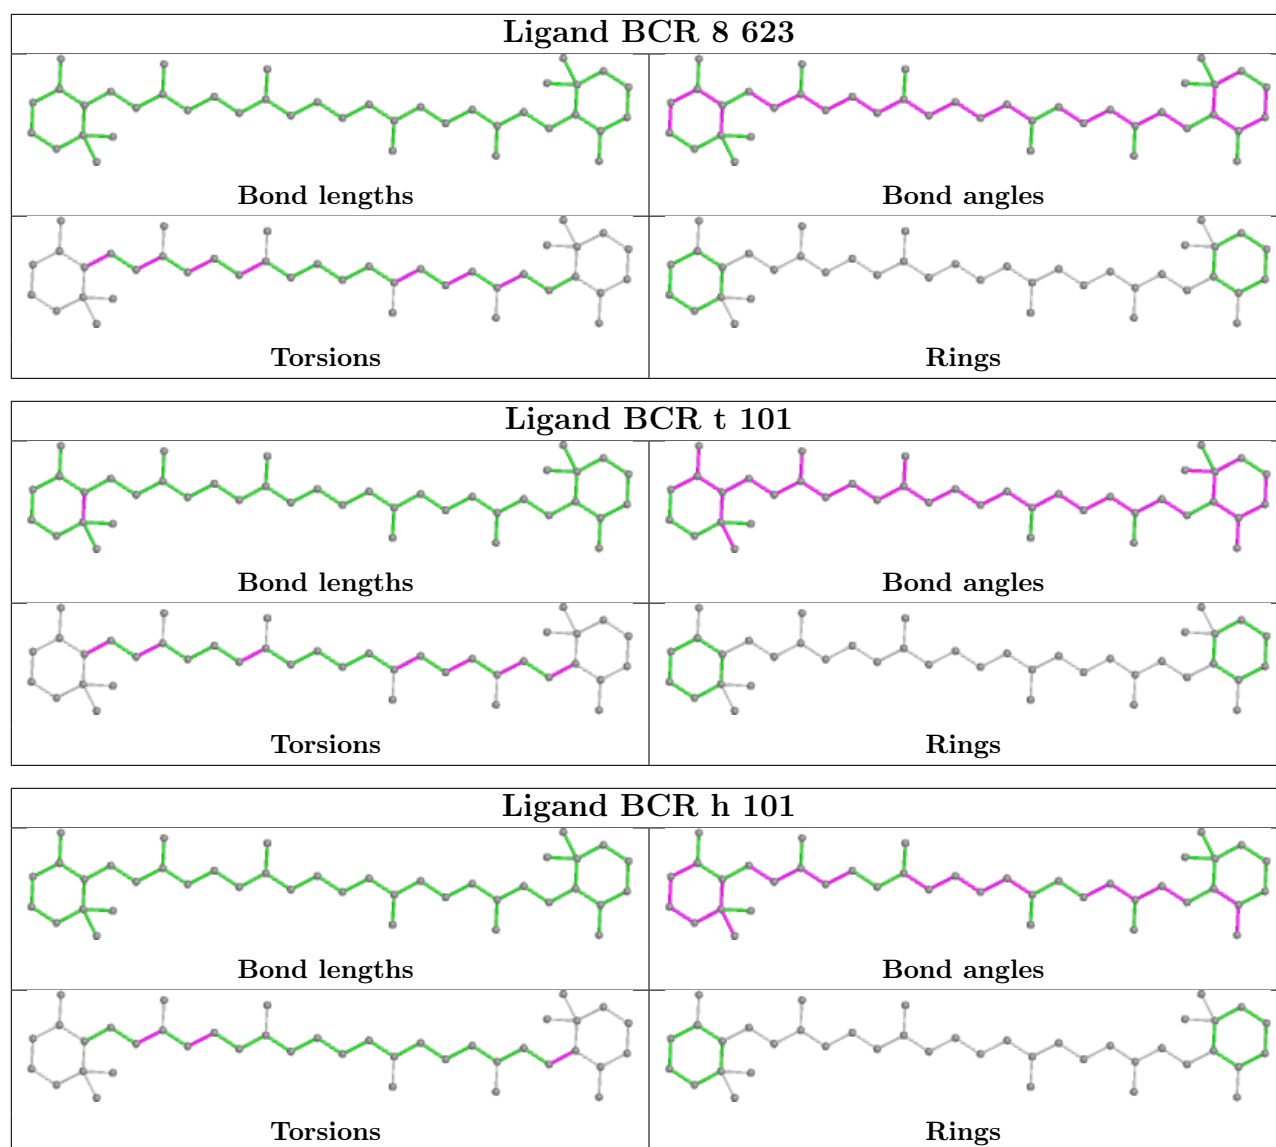 Ligand BCR 8 623
Bond lengths
Bond angles
Torsions
Rings
Ligand BCR t 101
Bond lengths
Bond angles
Torsions
Rings
Ligand BCR h 101
Bond lengths
Bond angles
Torsions
Rings